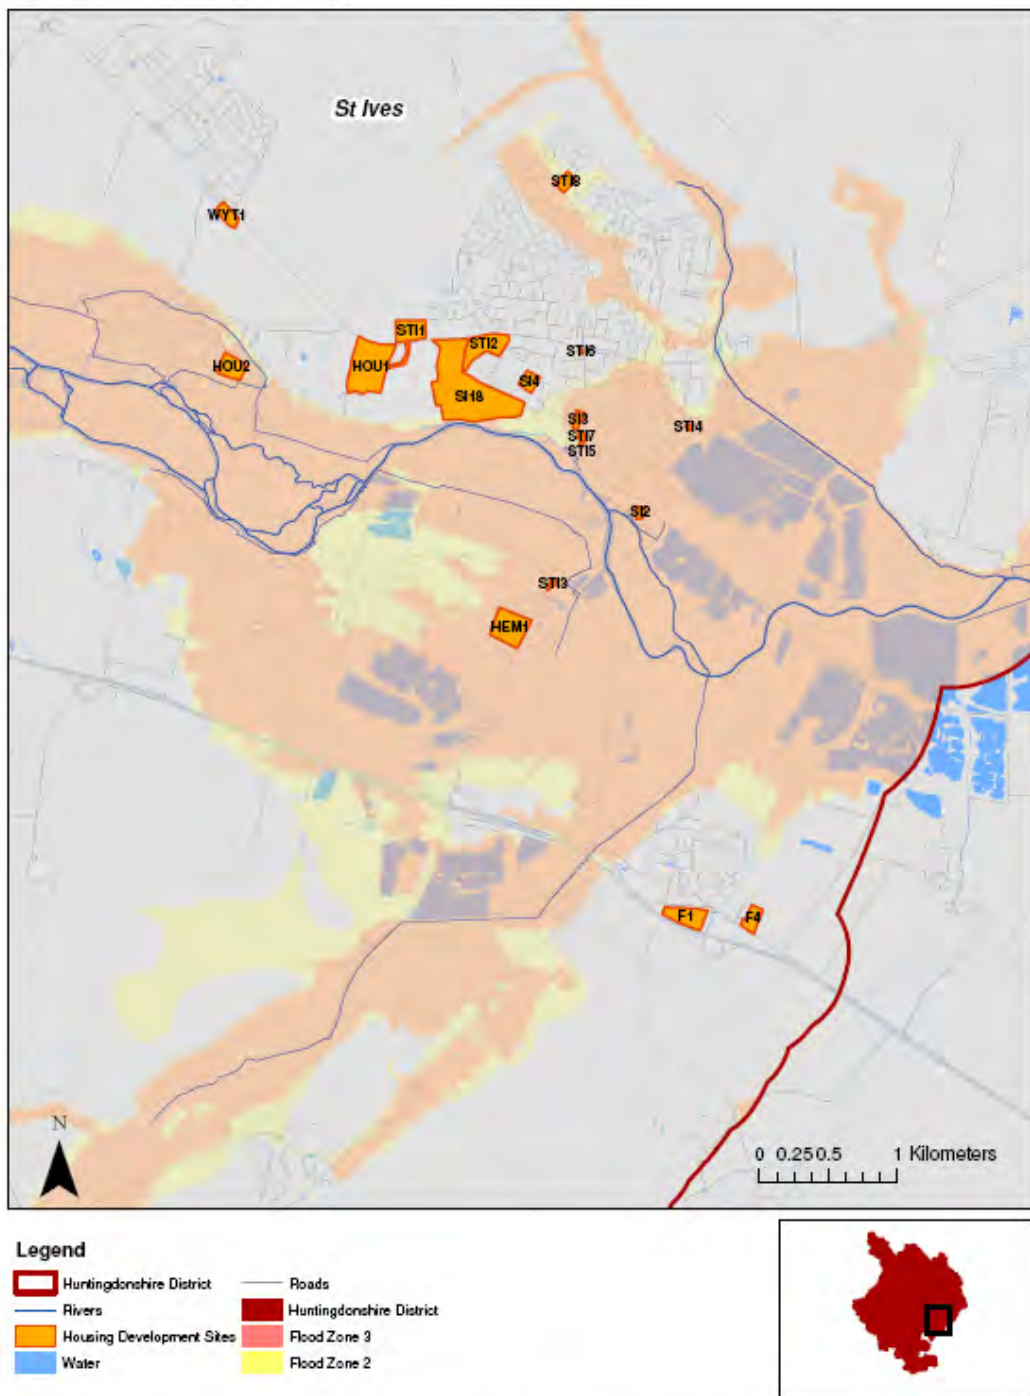 St Ives
STI8
WYT1
STI1
STI2
STI6
HOU1
HOU2
SI4
SI18
SI3
STI7
STI5
STI4
SI2
STI3
HEM1
F1
F4
N
0 0.25 0.5 1 Kilometers
Legend
Huntingdonshire District
Roads
Rivers
Huntingdonshire District
Housing Development Sites
Flood Zone 3
Water
Flood Zone 2